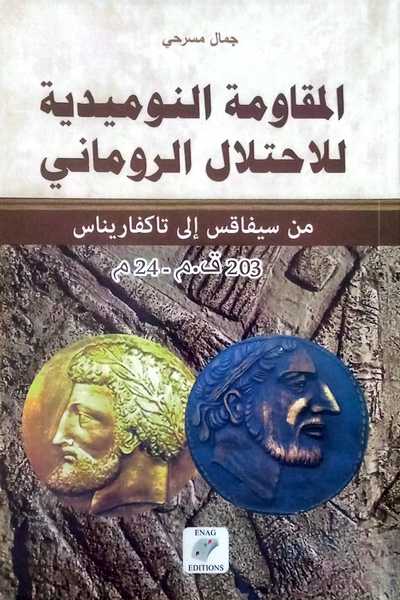 جمال مسرحي
المقاومة النوميدية
للاحتلال الروماني
من سيفاقس إلى تاكفاريناس
203 ق.م - 24 م
ENAG
EDITIONS